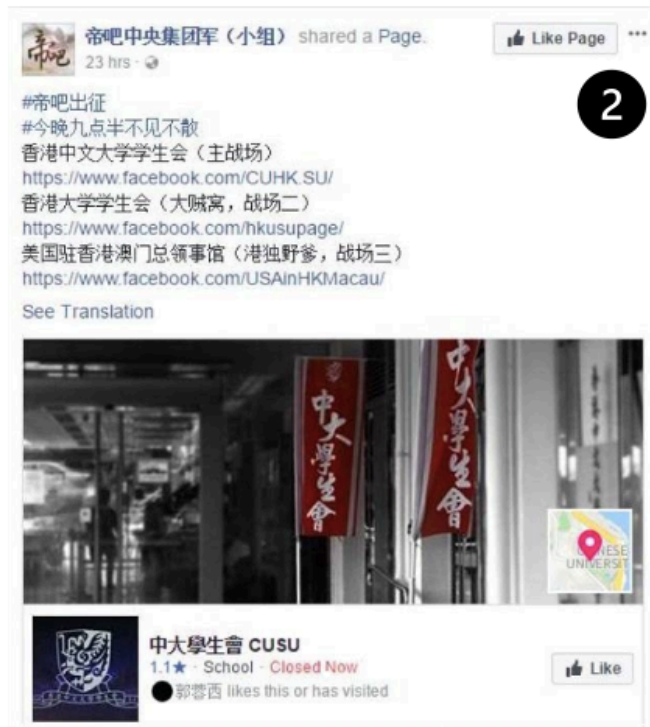 帝吧中央集团军（小组） shared a Page.
23 hrs ·
Like Page
2
#帝吧出征
#今晚九点半不见不散
香港中文大学学生会（主战场）
https://www.facebook.com/CUHK.SU/
香港大学学生会（大贼窝，战场二）
https://www.facebook.com/hkusupage/
美国驻香港澳门总领事馆（港独野爹，战场三）
https://www.facebook.com/USAinHKMacau/
See Translation
帝吧
中大學生會
中大學生會
UNIVERSIT
中大學生會 CUSU
1.1★ · School · Closed Now
郭蓉西 likes this or has visited
Like